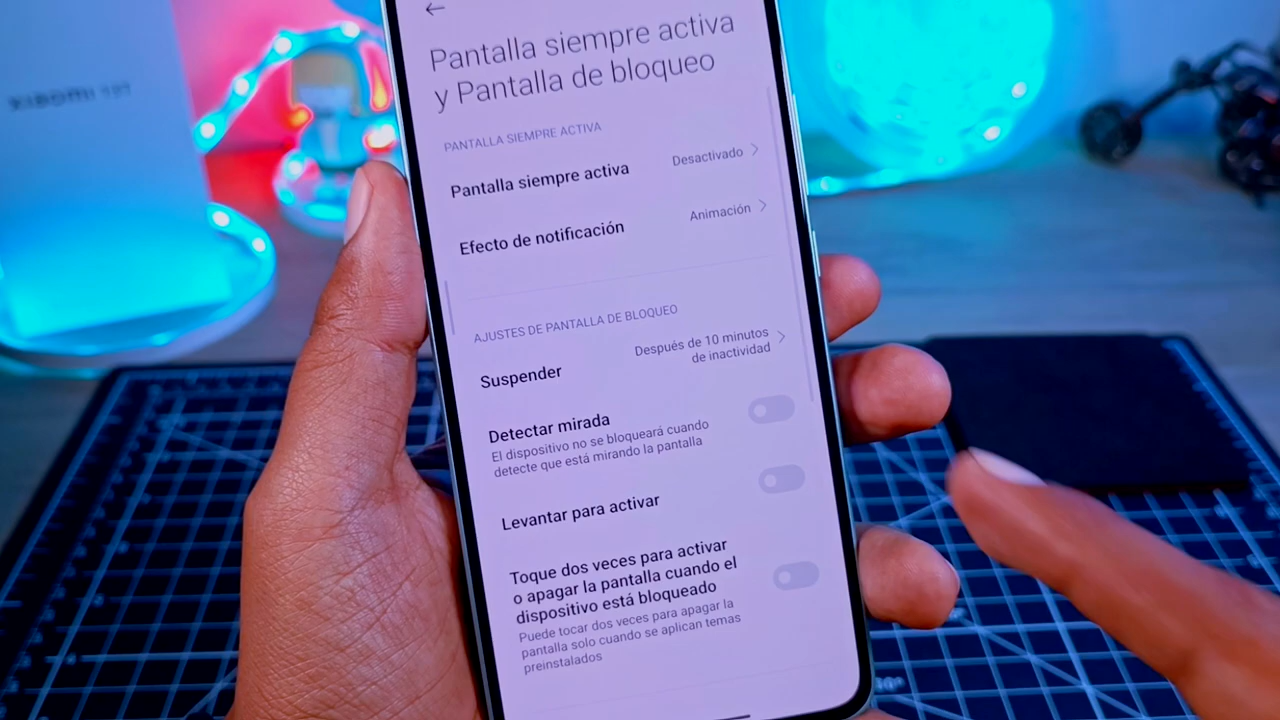 XIAOMI 13T
Pantalla siempre activa
y Pantalla de bloqueo
PANTALLA SIEMPRE ACTIVA
Pantalla siempre activa
Desactivado
Efecto de notificación
Animación
AJUSTES DE PANTALLA DE BLOQUEO
Suspender
Después de 10 minutos
de inactividad
Detectar mirada
El dispositivo no se bloqueará cuando
detecte que está mirando la pantalla
Levantar para activar
Toque dos veces para activar
o apagar la pantalla cuando el
dispositivo está bloqueado
Puede tocar dos veces para apagar la
pantalla solo cuando se aplican temas
preinstalados